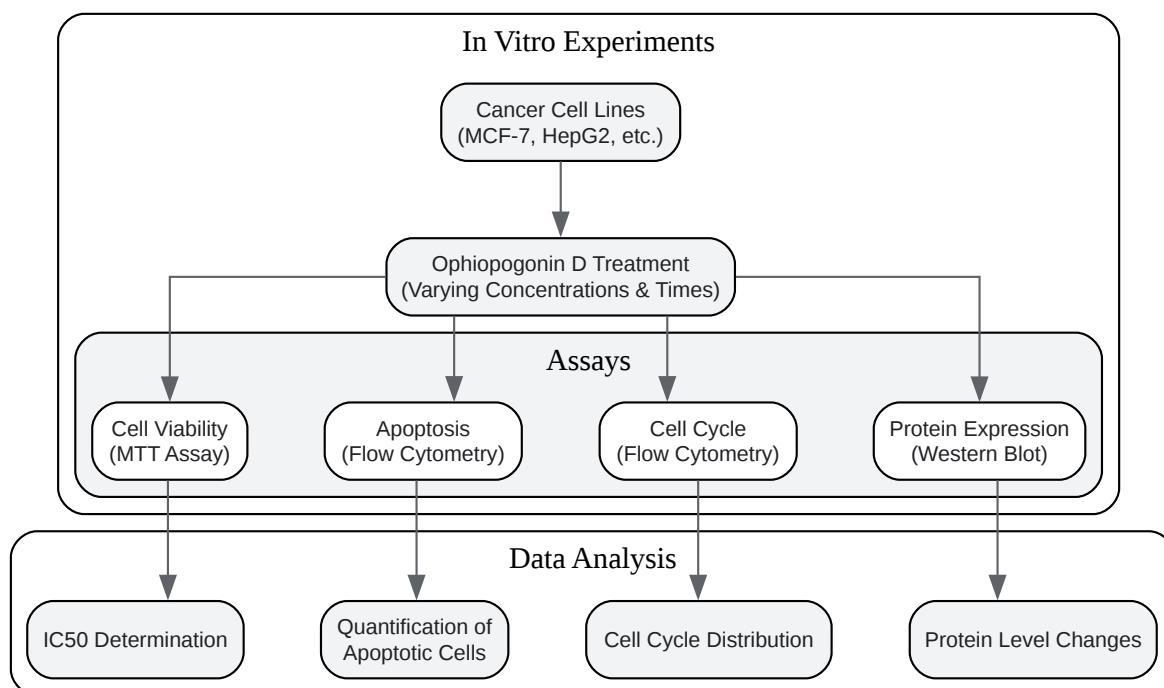 In Vitro Experiments
Cancer Cell Lines
(MCF-7, HepG2, etc.)
Ophiopogonin D Treatment
(Varying Concentrations & Times)
Assays
Cell Viability
(MTT Assay)
Apoptosis
(Flow Cytometry)
Cell Cycle
(Flow Cytometry)
Protein Expression
(Western Blot)
Data Analysis
IC50 Determination
Quantification of
Apoptotic Cells
Cell Cycle Distribution
Protein Level Changes